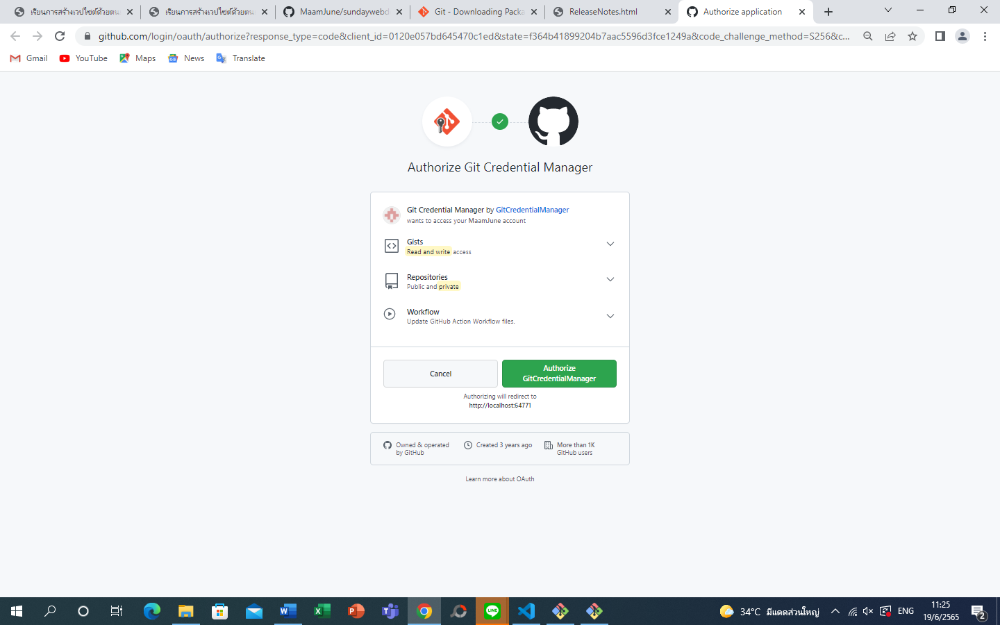 เรียนการสร้างเวปไซต์ด้วยตน
เรียนการสร้างเวปไซต์ด้วยตน
MaamJune/sundaywebd
Git - Downloading Packa
ReleaseNotes.html
Authorize application
github.com/login/oauth/authorize?response_type=code&client_id=0120e057bd645470c1ed&state=f364b41899204b7aac5596d3fce1249a&code_challenge_method=S256&c...
Gmail
YouTube
Maps
News
Translate
Authorize Git Credential Manager
Git Credential Manager by GitCredentialManager
wants to access your MaamJune account
Gists
Read and write access
Repositories
Public and private
Workflow
Update GitHub Action Workflow files.
Cancel
Authorize
GitCredentialManager
Authorizing will redirect to
http://localhost:64771
Owned & operated
by GitHub
Created 3 years ago
More than 1K
GitHub users
Learn more about OAuth
LINE
34°C มีแดดส่วนใหญ่
ENG
11:25
19/6/2565
2